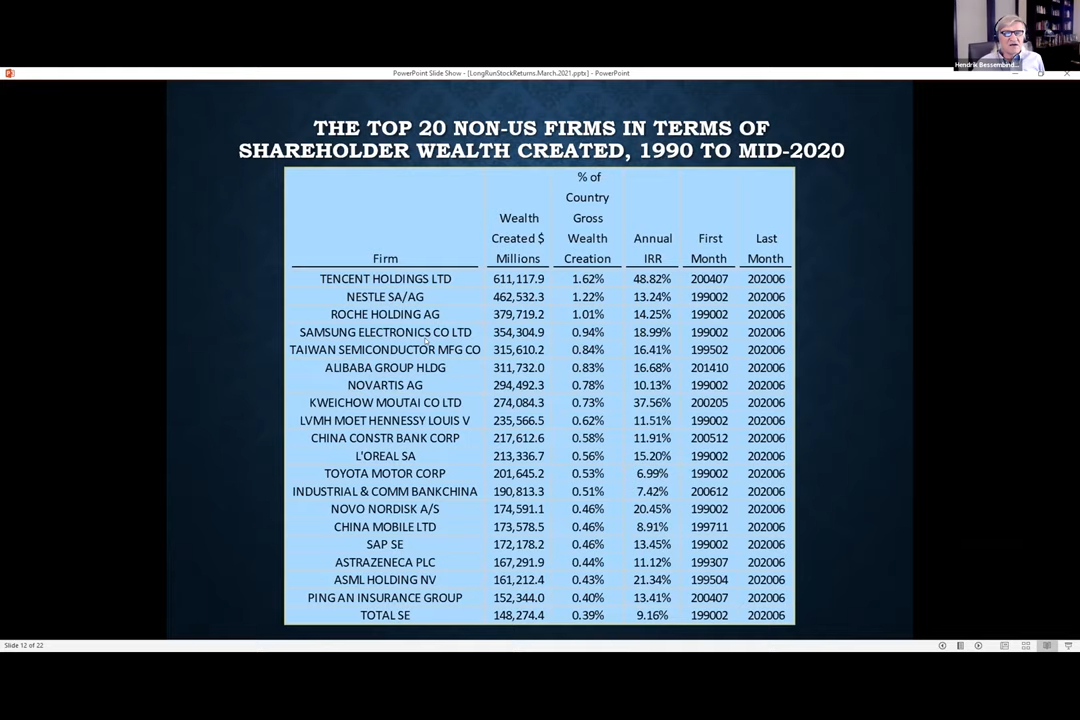 Hendrik Bessembind...
PowerPoint Slide Show - [LongRunStockReturns.March.2021.pptx] - PowerPoint
THE TOP 20 NON-US FIRMS IN TERMS OF
SHAREHOLDER WEALTH CREATED, 1990 TO MID-2020
% of
Country
Wealth Gross
Created $ Wealth Annual First Last
Firm Millions Creation IRR Month Month
TENCENT HOLDINGS LTD 611,117.9 1.62% 48.82% 200407 202006
NESTLE SA/AG 462,532.3 1.22% 13.24% 199002 202006
ROCHE HOLDING AG 379,719.2 1.01% 14.25% 199002 202006
SAMSUNG ELECTRONICS CO LTD 354,304.9 0.94% 18.99% 199002 202006
TAIWAN SEMICONDUCTOR MFG CO 315,610.2 0.84% 16.41% 199502 202006
ALIBABA GROUP HLDG 311,732.0 0.83% 16.68% 201410 202006
NOVARTIS AG 294,492.3 0.78% 10.13% 199002 202006
KWEICHOW MOUTAI CO LTD 274,084.3 0.73% 37.56% 200205 202006
LVMH MOET HENNESSY LOUIS V 235,566.5 0.62% 11.51% 199002 202006
CHINA CONSTR BANK CORP 217,612.6 0.58% 11.91% 200512 202006
L'OREAL SA 213,336.7 0.56% 15.20% 199002 202006
TOYOTA MOTOR CORP 201,645.2 0.53% 6.99% 199002 202006
INDUSTRIAL & COMM BANKCHINA 190,813.3 0.51% 7.42% 200612 202006
NOVO NORDISK A/S 174,591.1 0.46% 20.45% 199002 202006
CHINA MOBILE LTD 173,578.5 0.46% 8.91% 199711 202006
SAP SE 172,178.2 0.46% 13.45% 199002 202006
ASTRAZENECA PLC 167,291.9 0.44% 11.12% 199307 202006
ASML HOLDING NV 161,212.4 0.43% 21.34% 199504 202006
PING AN INSURANCE GROUP 152,344.0 0.40% 13.41% 200407 202006
TOTAL SE 148,274.4 0.39% 9.16% 199002 202006
Slide 12 of 22